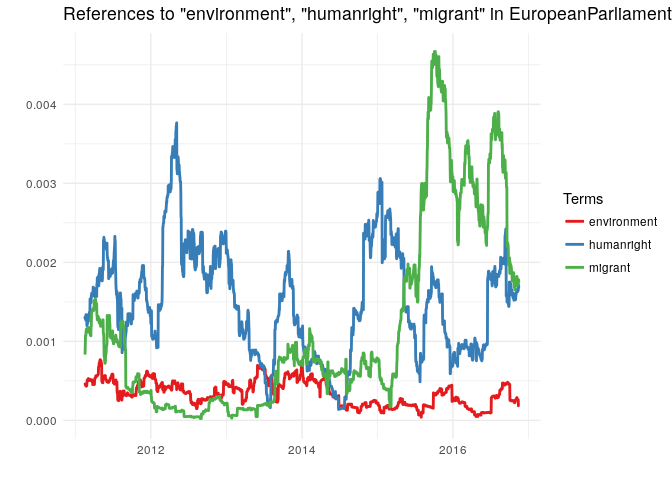 References to "environment", "humanright", "migrant" in EuropeanParliament
0.004
0.003
0.002
0.001
0.000
2012
2014
2016
Terms
environment
humanright
migrant